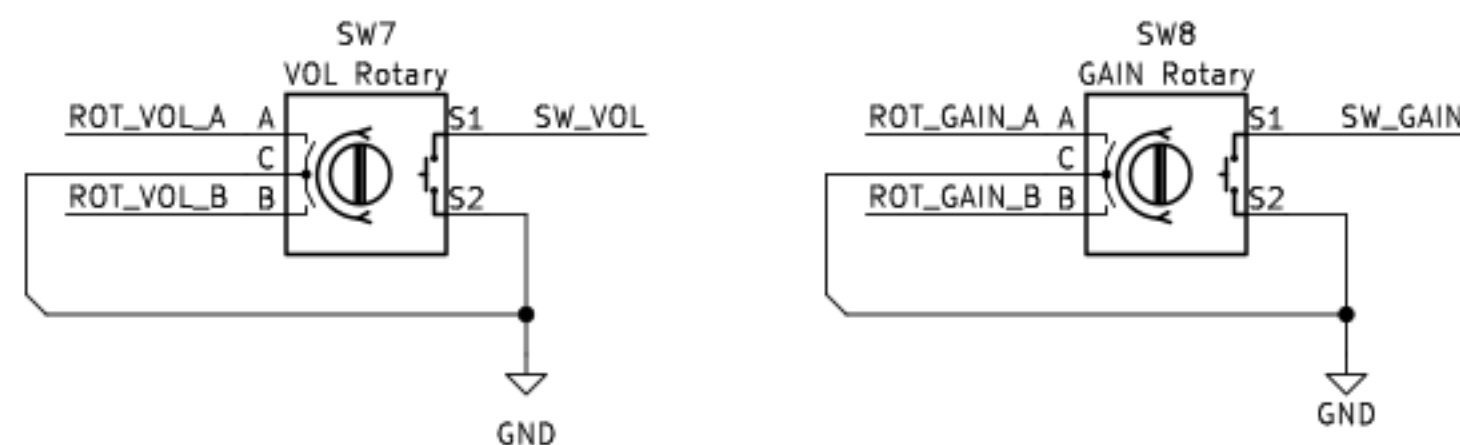 SW7
VOL Rotary
ROT_VOL_A A S1 SW_VOL
C
ROT_VOL_B B S2
GND
SW8
GAIN Rotary
ROT_GAIN_A A S1 SW_GAIN
C
ROT_GAIN_B B S2
GND